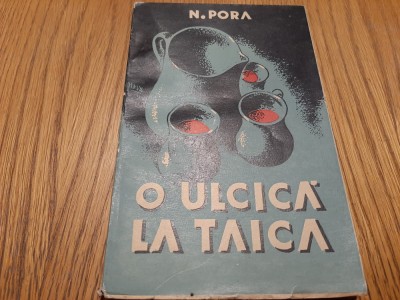 N. PORA
O ULCICĂ
LA TAICA